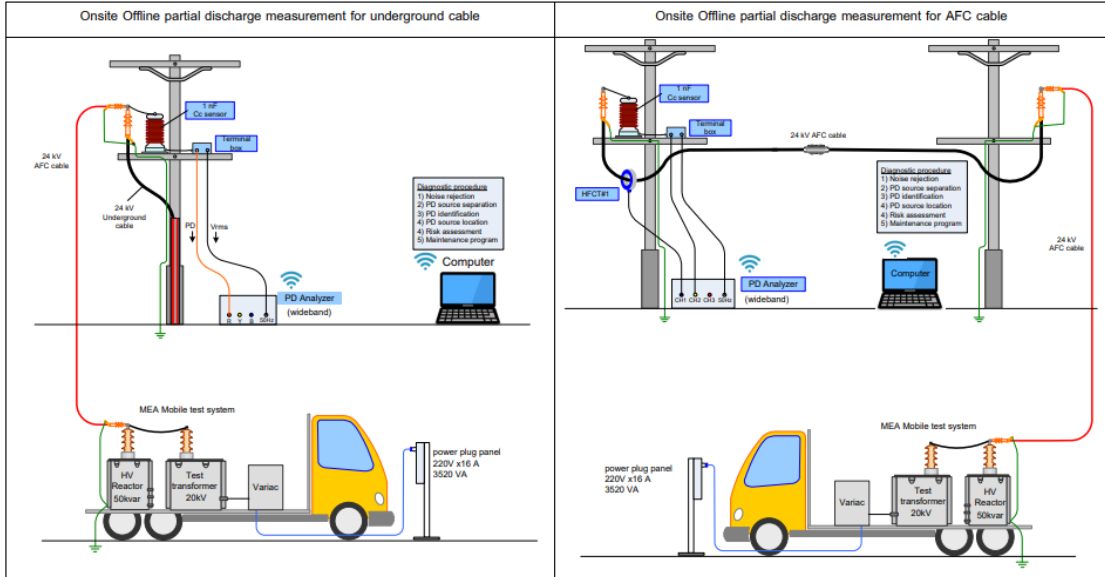 Onsite Offline partial discharge measurement for underground cable
1 nF
Cc sensor
Terminal
box
24 kV
AFC cable
24 kV
Underground
cable
PD
Vrms
Diagnostic procedure
1) Noise rejection
2) PD source separation
3) PD identification
4) PD source location
4) Risk assessment
5) Maintenance program
Computer
PD Analyzer
(wideband)
R Y B 50Hz
MEA Mobile test system
HV
Reactor
50kvar
Test
transformer
20kV
Variac
power plug panel
220V x16 A
3520 VA
Onsite Offline partial discharge measurement for AFC cable
1 nF
Cc sensor
Terminal
box
24 kV AFC cable
HFCT#1
Diagnostic procedure
1) Noise rejection
2) PD source separation
3) PD identification
4) PD source location
4) Risk assessment
5) Maintenance program
24 kV
AFC cable
Computer
PD Analyzer
(wideband)
CH1 CH2 CH3 50Hz
MEA Mobile test system
power plug panel
220V x16 A
3520 VA
Variac
Test
transformer
20kV
HV
Reactor
50kvar